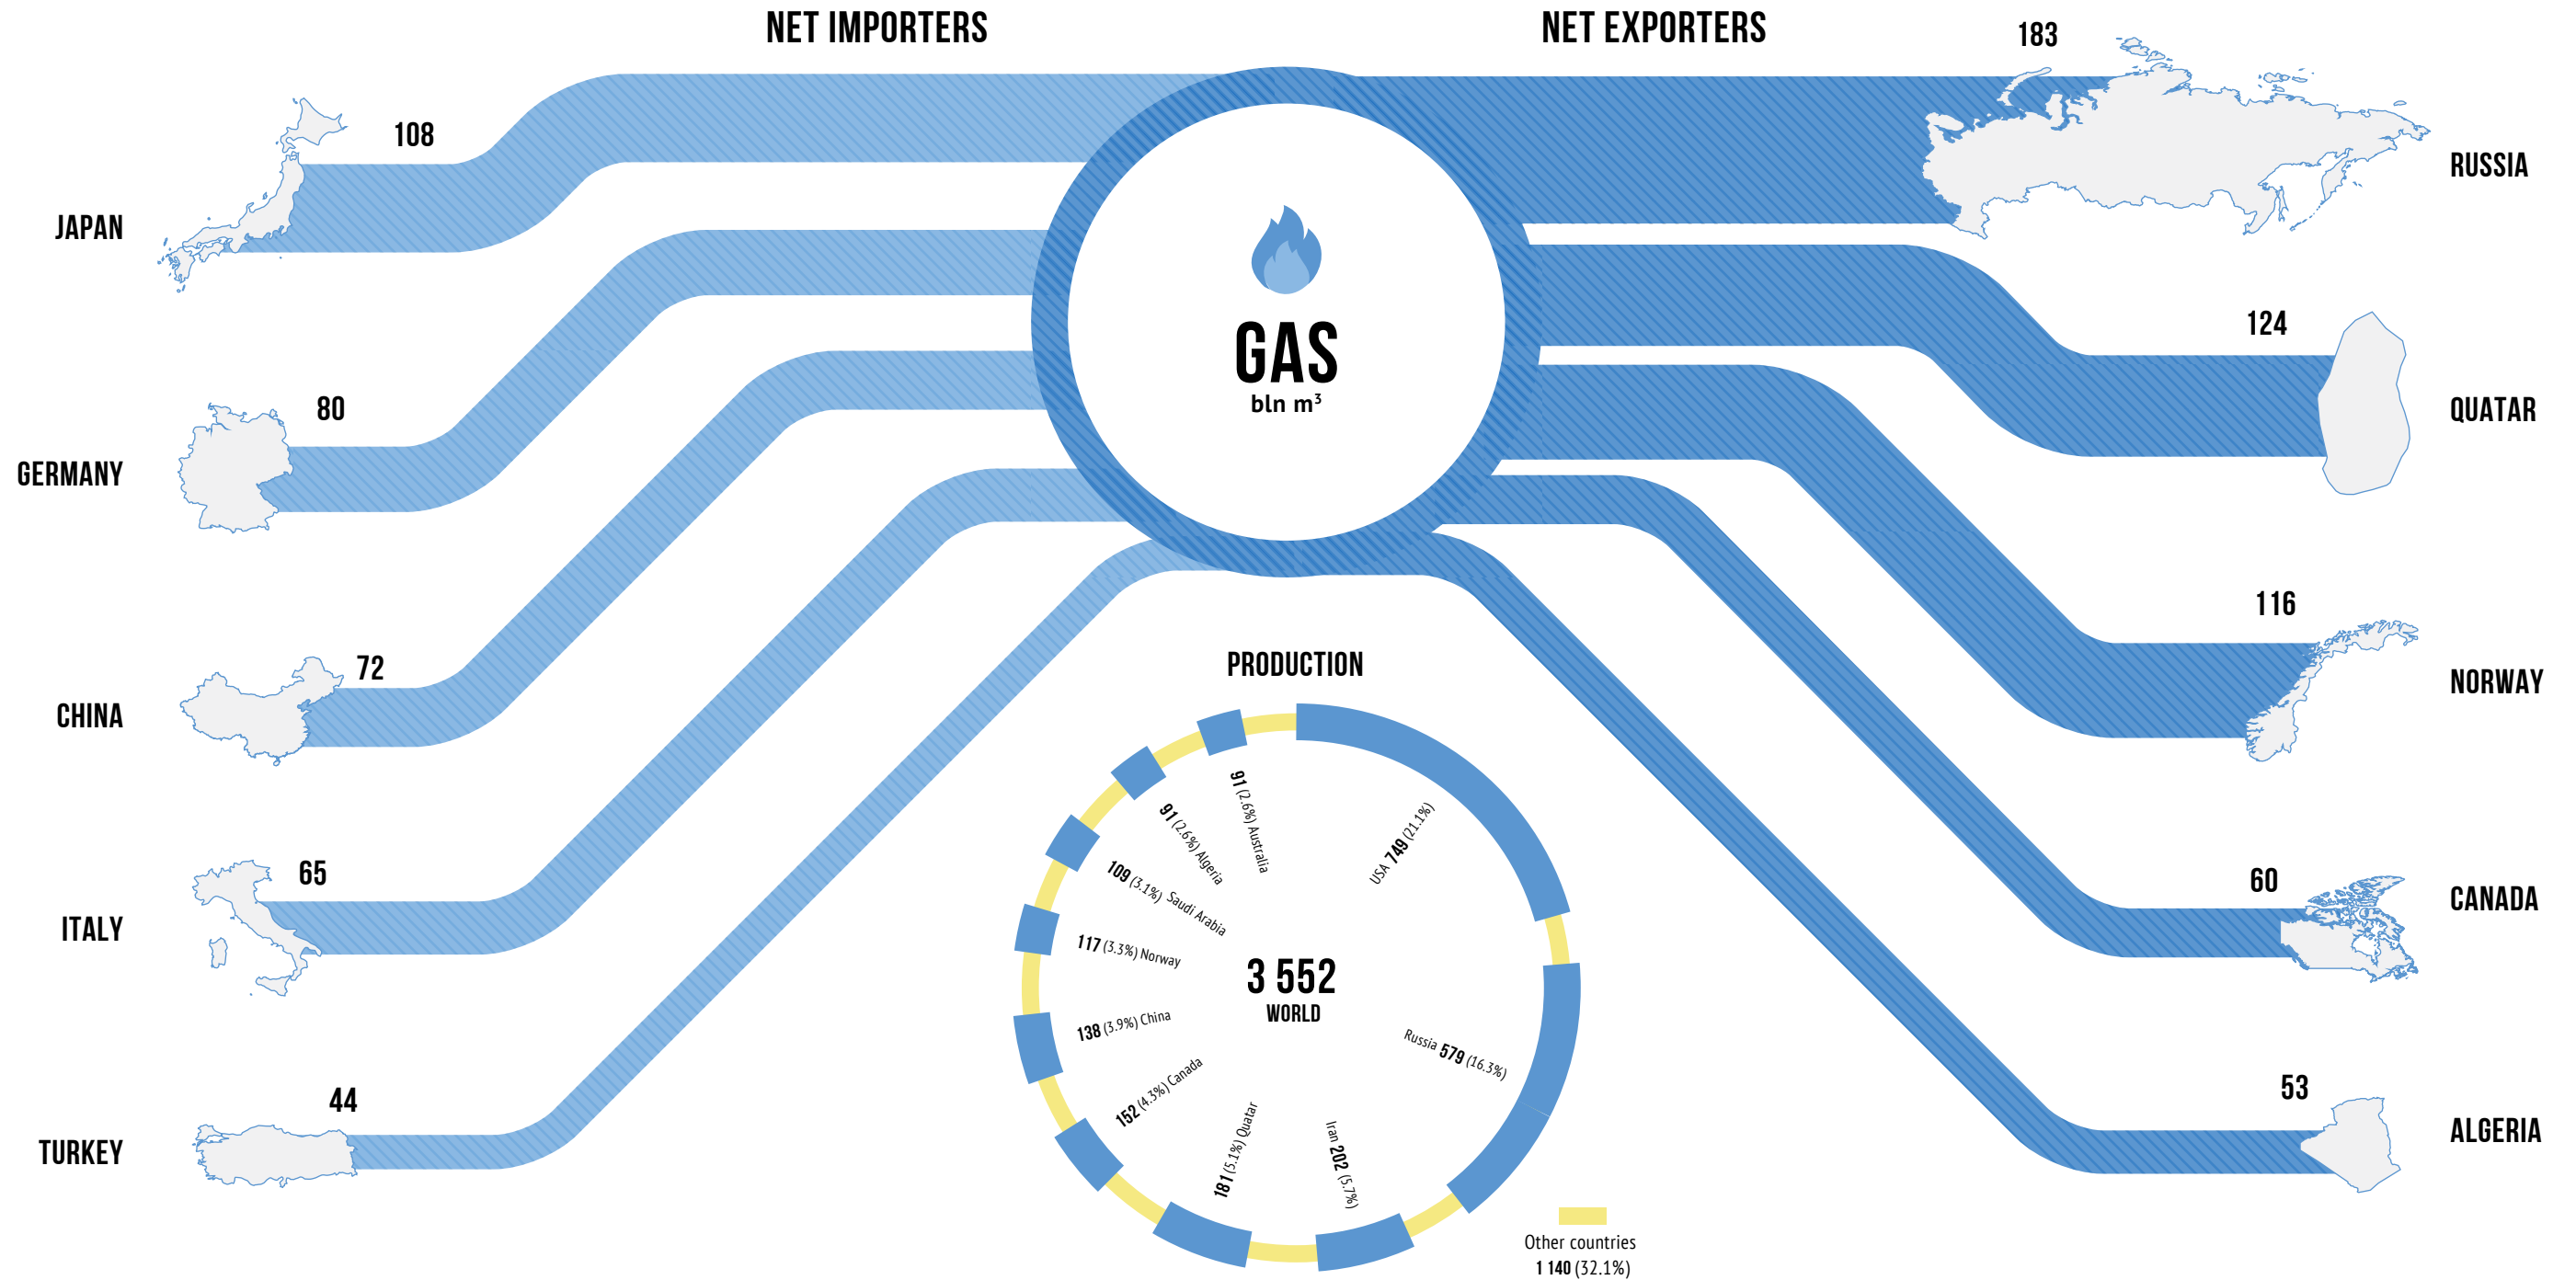 NET IMPORTERS
NET EXPORTERS
JAPAN
108
GERMANY
80
CHINA
72
ITALY
65
TURKEY
44
GAS
bln m³
183
RUSSIA
124
QUATAR
116
NORWAY
60
CANADA
53
ALGERIA
PRODUCTION
USA 749 (21.1%)
Russia 579 (16.3%)
Iran 202 (5.7%)
181 (5.1%) Quatar
152 (4.3%) Canada
138 (3.9%) China
117 (3.3%) Norway
109 (3.1%) Saudi Arabia
91 (2.6%) Algeria
91 (2.6%) Australia
3 552
WORLD
Other countries
1 140 (32.1%)